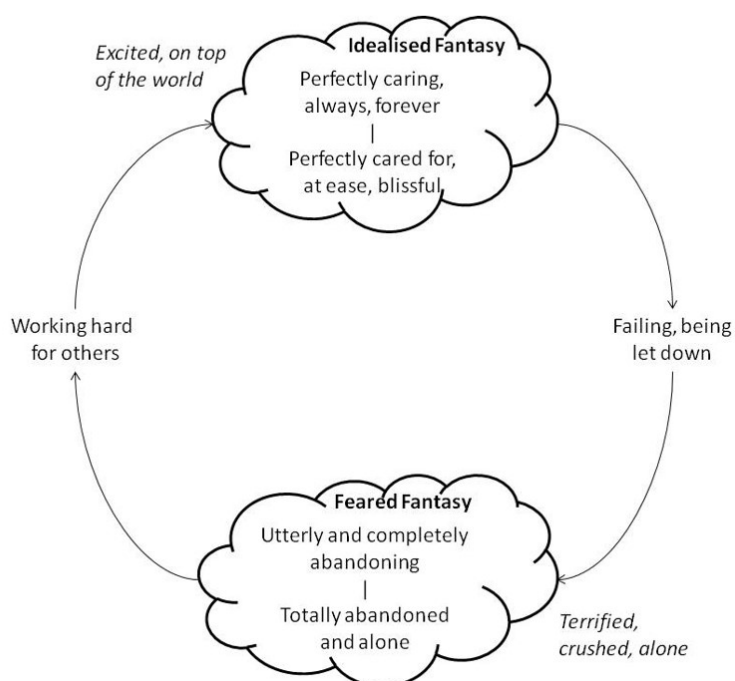 Idealised Fantasy
Excited, on top
of the world
Perfectly caring,
always, forever
|
Perfectly cared for,
at ease, blissful
Working hard
for others
Failing, being
let down
Feared Fantasy
Utterly and completely
abandoning
|
Totally abandoned
and alone
Terrified,
crushed, alone